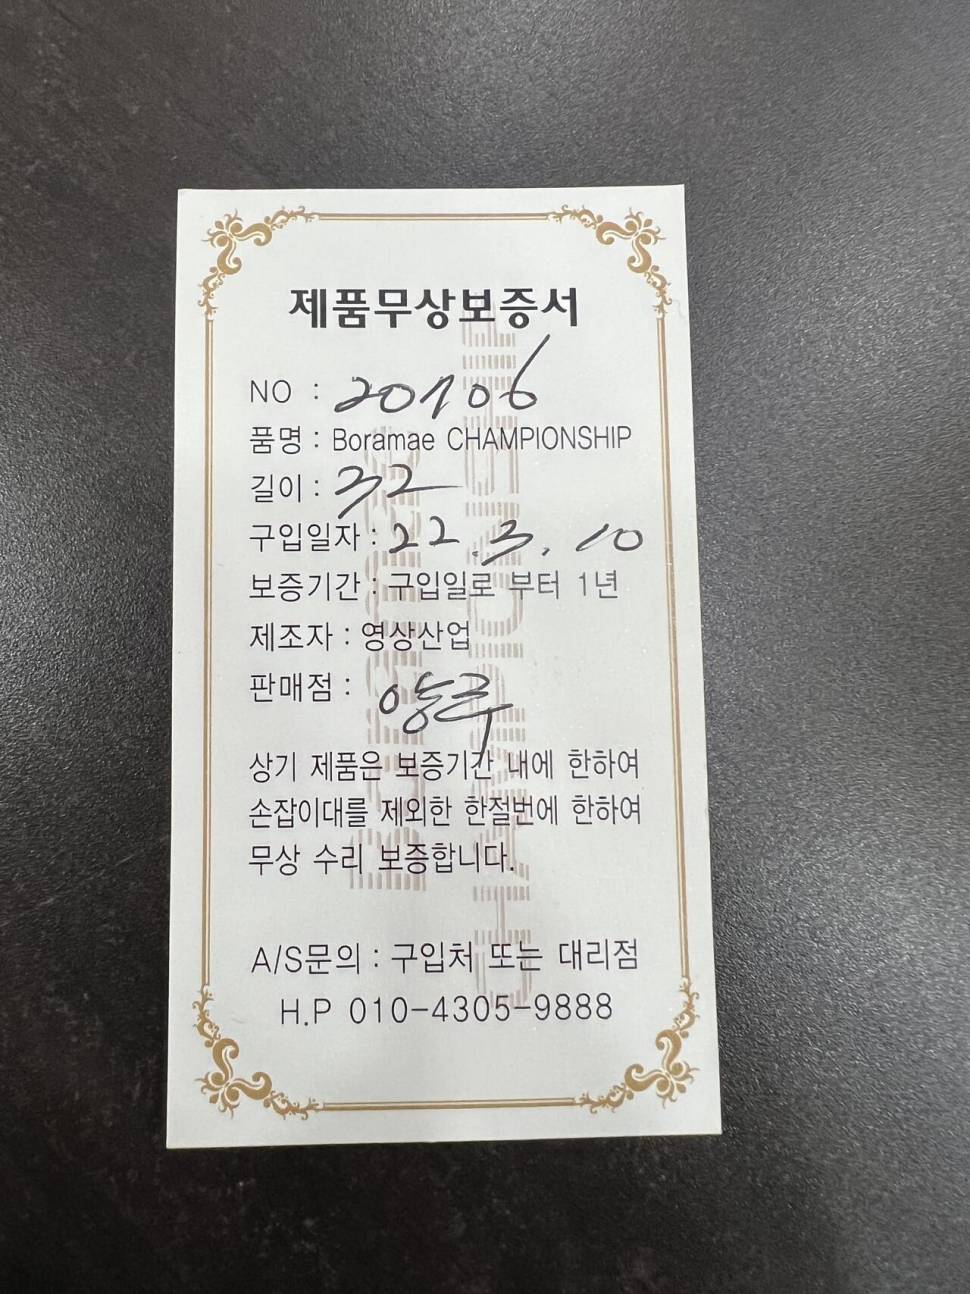 제품무상보증서
NO : 20106
품명 : Boramae CHAMPIONSHIP
길이 : 32
구입일자 : 22.3.10
보증기간 : 구입일로 부터 1년
제조자 : 영상산업
판매점 :
상기 제품은 보증기간 내에 한하여
손잡이대를 제외한 한절번에 한하여
무상 수리 보증합니다.
A/S문의 : 구입처 또는 대리점
H.P 010-4305-9888